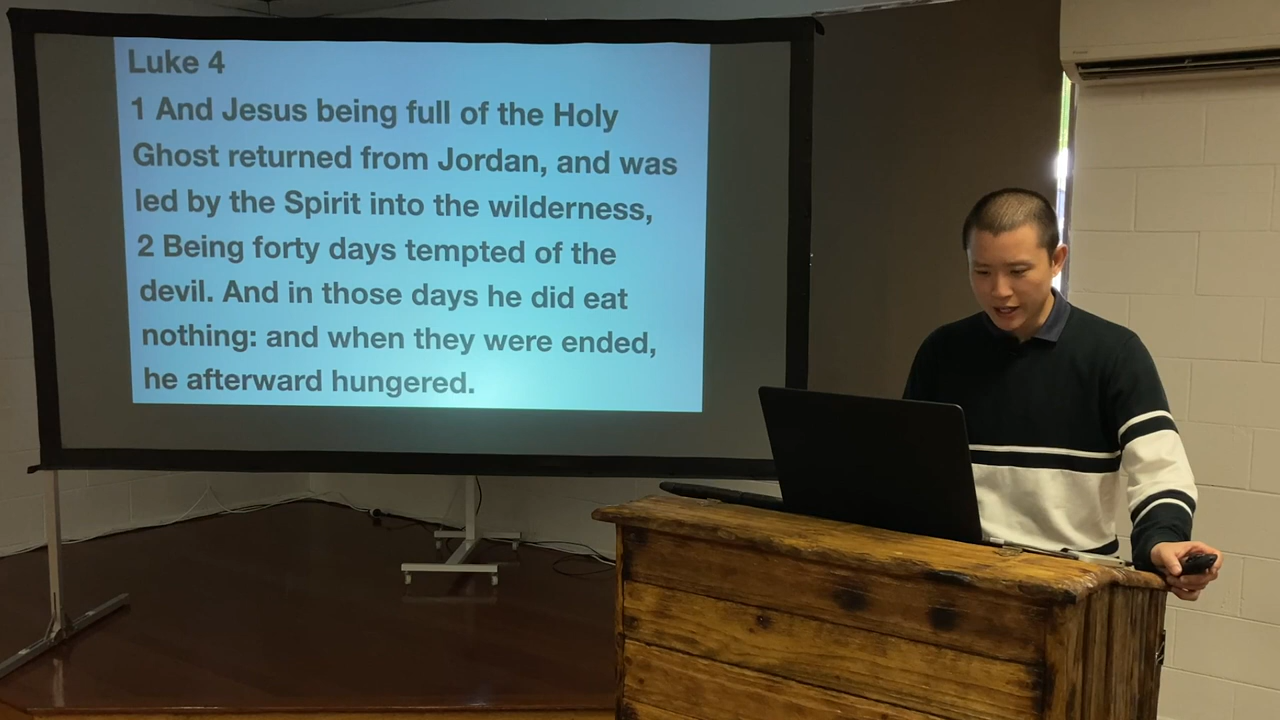 Luke 4
1 And Jesus being full of the Holy
Ghost returned from Jordan, and was
led by the Spirit into the wilderness,
2 Being forty days tempted of the
devil. And in those days he did eat
nothing: and when they were ended,
he afterward hungered.